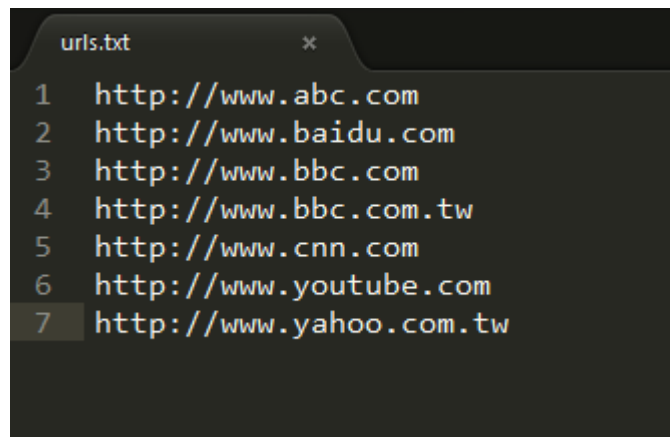 urls.txt ×
1 http://www.abc.com
2 http://www.baidu.com
3 http://www.bbc.com
4 http://www.bbc.com.tw
5 http://www.cnn.com
6 http://www.youtube.com
7 http://www.yahoo.com.tw